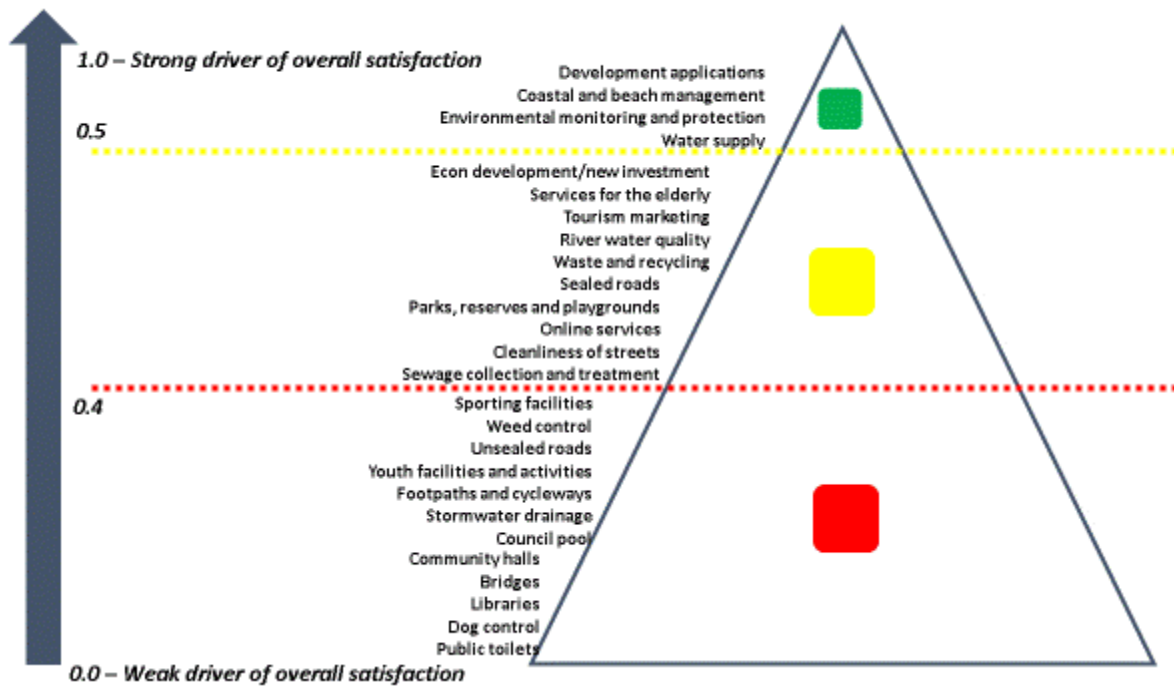 1.0 – Strong driver of overall satisfaction
Development applications
Coastal and beach management
Environmental monitoring and protection
0.5
Water supply
Econ development/new investment
Services for the elderly
Tourism marketing
River water quality
Waste and recycling
Sealed roads
Parks, reserves and playgrounds
Online services
Cleanliness of streets
Sewage collection and treatment
0.4
Sporting facilities
Weed control
Unsealed roads
Youth facilities and activities
Footpaths and cycleways
Stormwater drainage
Council pool
Community halls
Bridges
Libraries
Dog control
Public toilets
0.0 – Weak driver of overall satisfaction